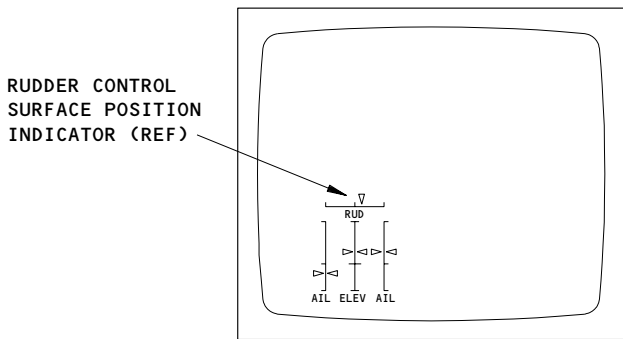 RUDDER CONTROL
SURFACE POSITION
INDICATOR (REF)
RUD
AIL ELEV AIL